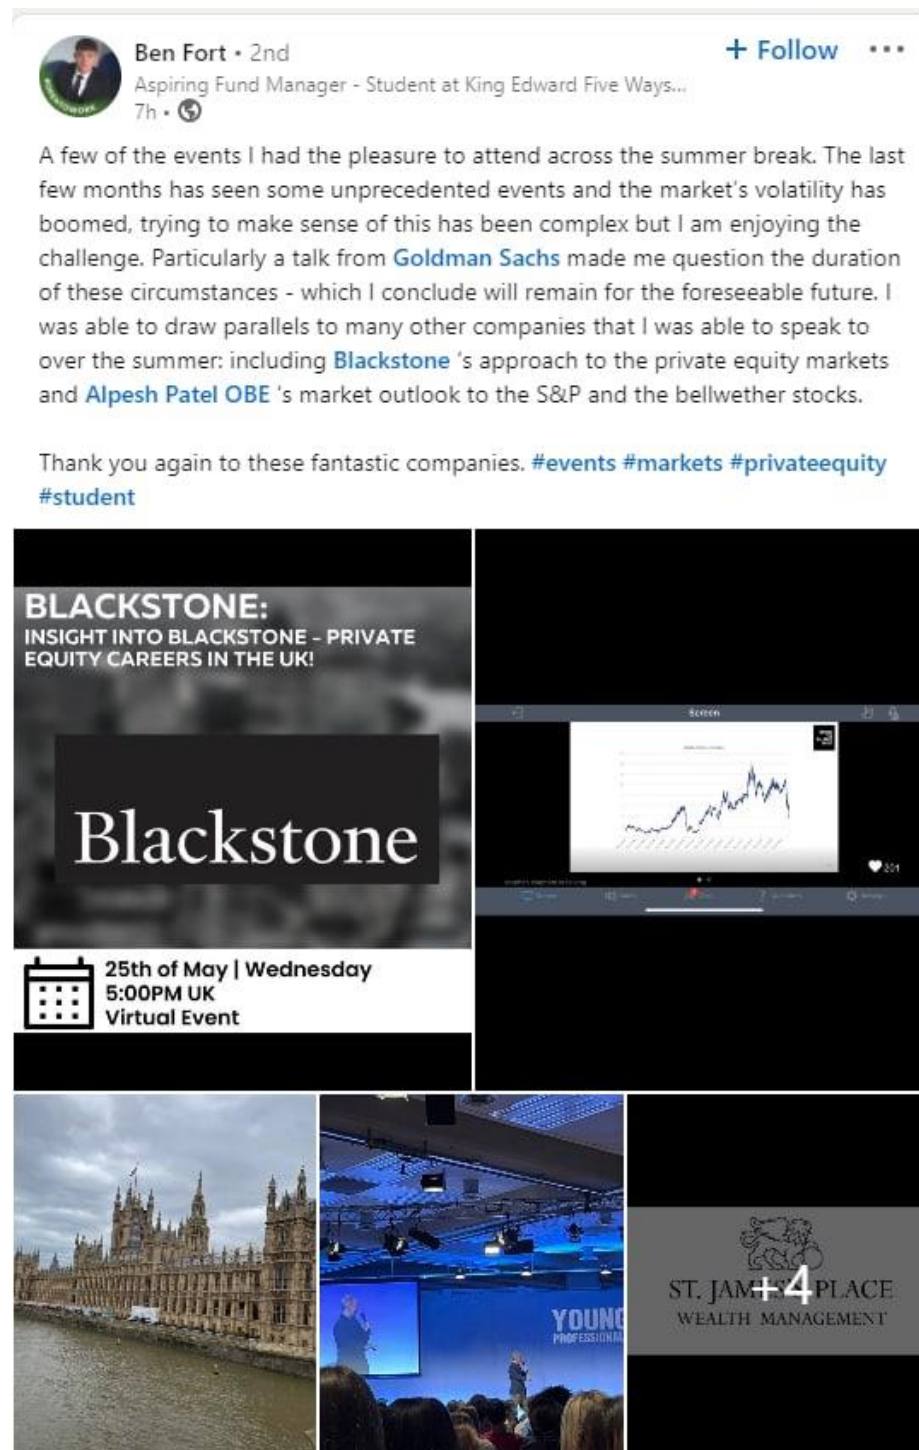 Ben Fort • 2nd
+ Follow
Aspiring Fund Manager - Student at King Edward Five Ways...
7h •
A few of the events I had the pleasure to attend across the summer break. The last
few months has seen some unprecedented events and the market's volatility has
boomed, trying to make sense of this has been complex but I am enjoying the
challenge. Particularly a talk from Goldman Sachs made me question the duration
of these circumstances - which I conclude will remain for the foreseeable future. I
was able to draw parallels to many other companies that I was able to speak to
over the summer: including Blackstone 's approach to the private equity markets
and Alpesh Patel OBE 's market outlook to the S&P and the bellwether stocks.
Thank you again to these fantastic companies. #events #markets #privateequity
#student
BLACKSTONE:
INSIGHT INTO BLACKSTONE - PRIVATE
EQUITY CAREERS IN THE UK!
Blackstone
25th of May | Wednesday
5:00PM UK
Virtual Event
Screen
201
YOUNG
PROFESSIONAL
+4
ST. PLACE
WEALTH MANAGEMENT